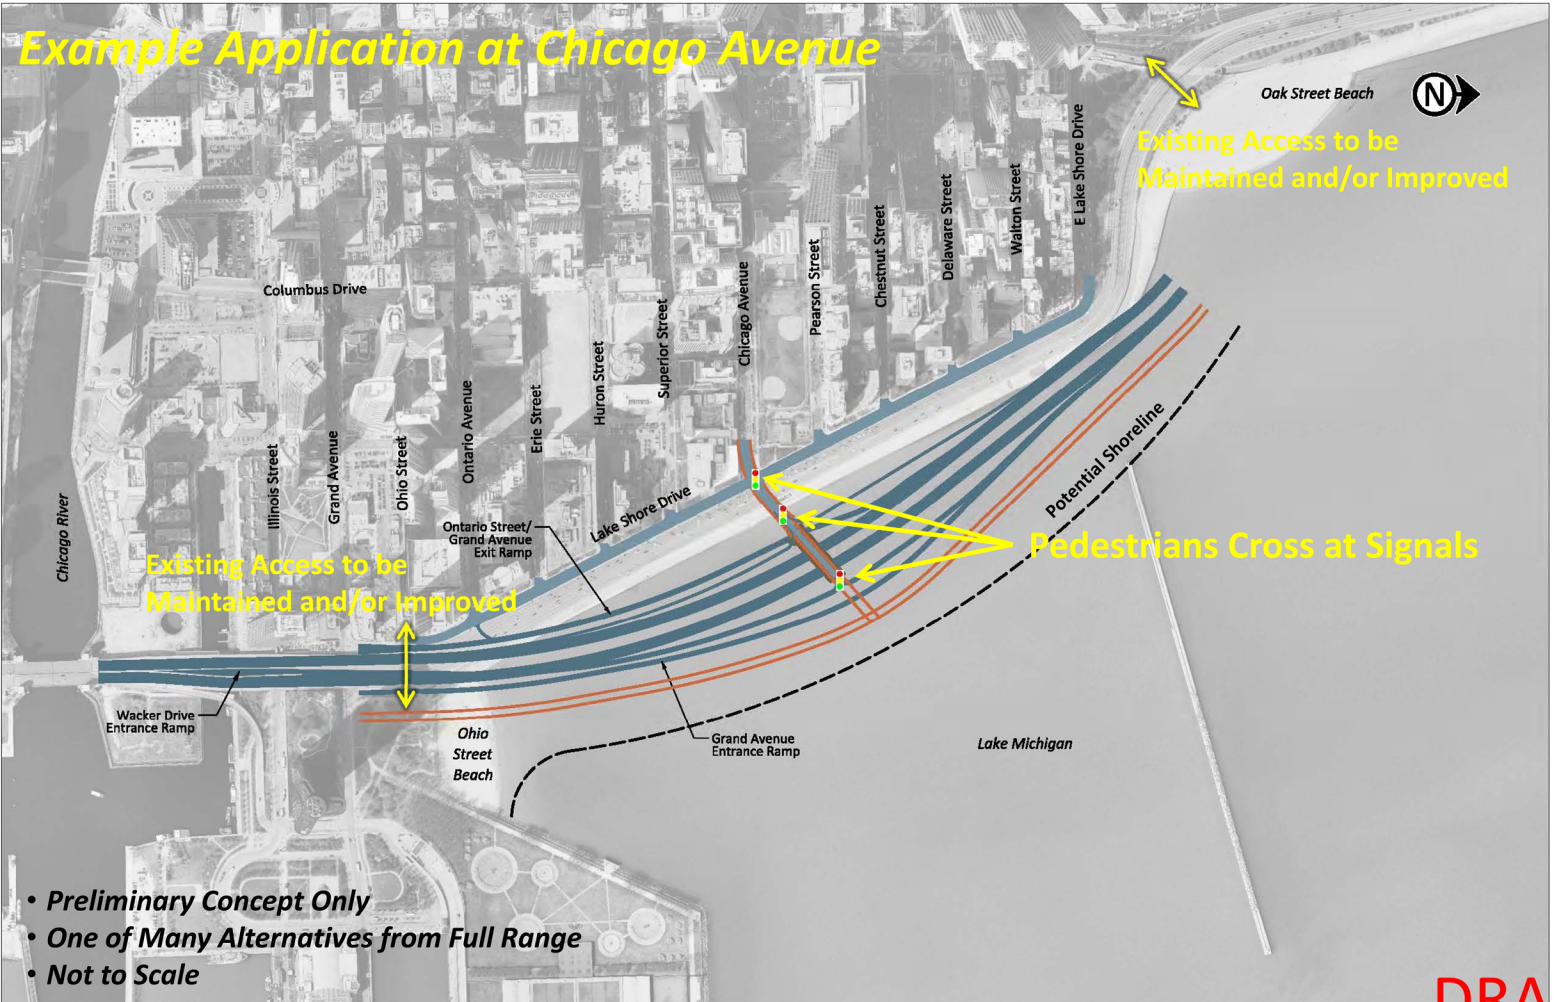 Example Application at Chicago Avenue
Oak Street Beach
N
Existing Access to be
Maintained and/or Improved
E Lake Shore Drive
Walton Street
Delaware Street
Chestnut Street
Pearson Street
Chicago Avenue
Superior Street
Huron Street
Erie Street
Ontario Avenue
Ohio Street
Grand Avenue
Illinois Street
Columbus Drive
Chicago River
Lake Shore Drive
Ontario Street/
Grand Avenue
Exit Ramp
Potential Shoreline
Pedestrians Cross at Signals
Existing Access to be
Maintained and/or Improved
Wacker Drive
Entrance Ramp
Ohio
Street
Beach
Grand Avenue
Entrance Ramp
Lake Michigan
• Preliminary Concept Only
• One of Many Alternatives from Full Range
• Not to Scale
DRA